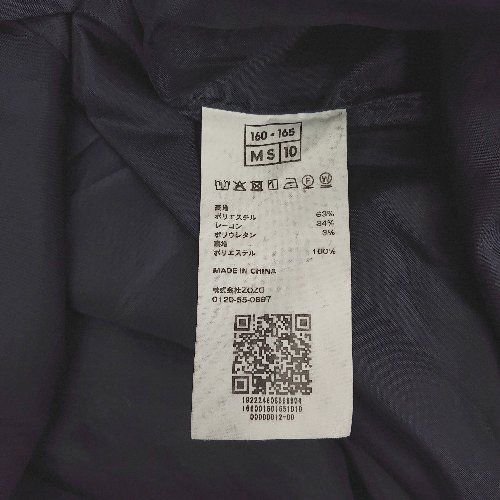 160 - 165
MS 10
表地
ポリエステル 63%
レーヨン 34%
ポリウレタン 3%
裏地
ポリエステル 100%
MADE IN CHINA
株式会社ZOZO
0120-55-0697